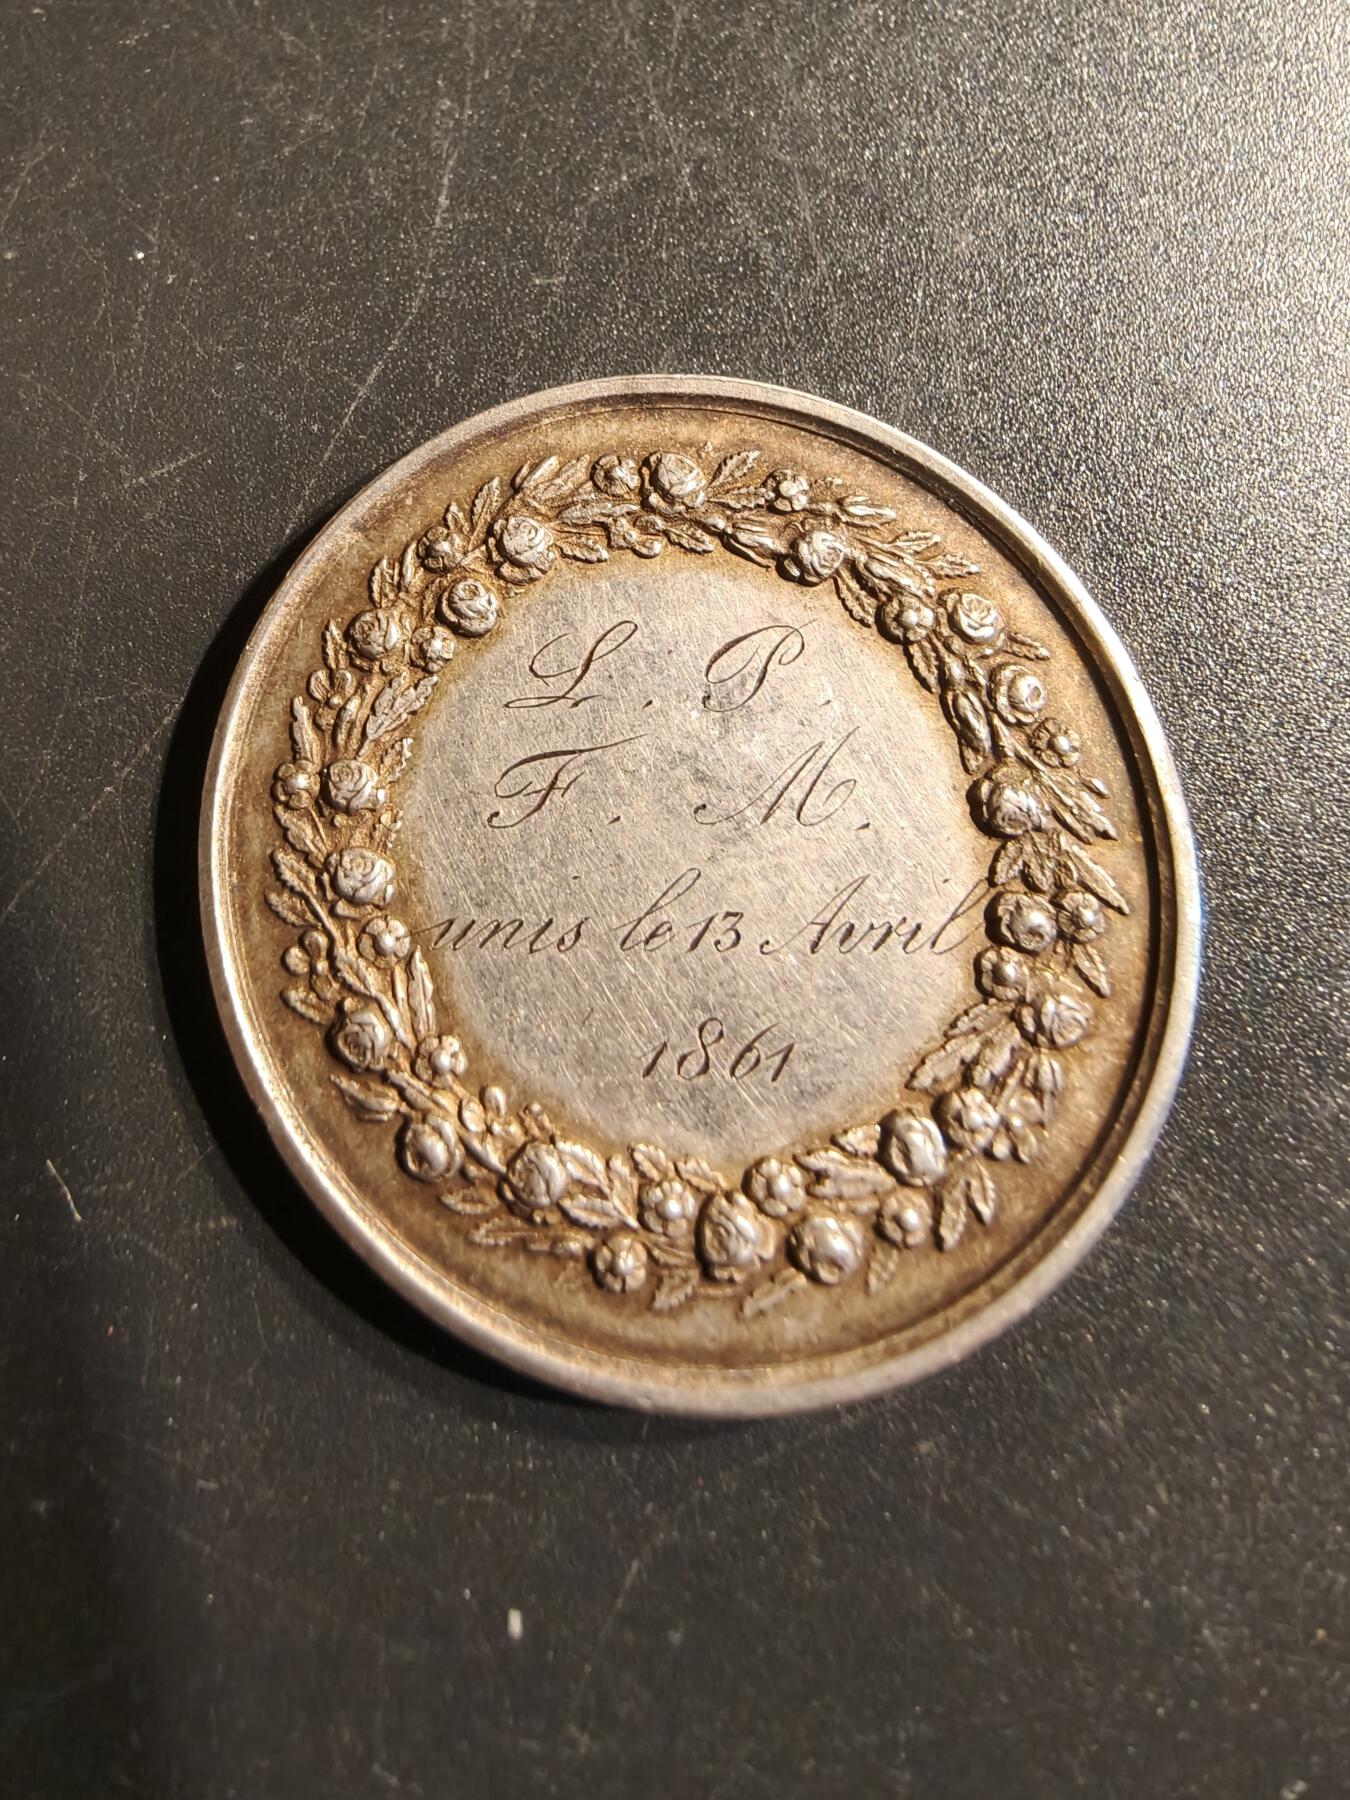 L. P.
F. M.
unis le 13 Avril
1861